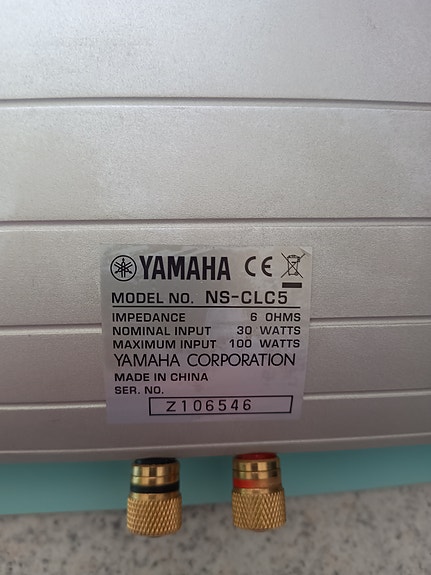 YAMAHA CE
MODEL NO. NS-CLC5
IMPEDANCE 6 OHMS
NOMINAL INPUT 30 WATTS
MAXIMUM INPUT 100 WATTS
YAMAHA CORPORATION
MADE IN CHINA
SER. NO.
Z106546